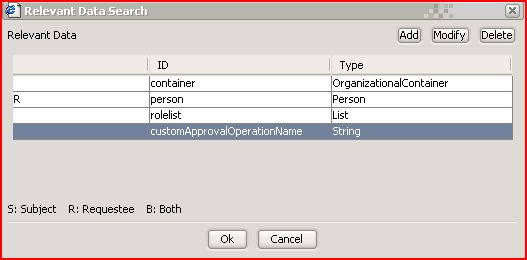 Relevant Data Search
Relevant Data Add Modify Delete
ID Type
container OrganizationalContainer
R person Person
rolelist List
customApprovalOperationName String
S: Subject R: Requestee B: Both
Ok Cancel